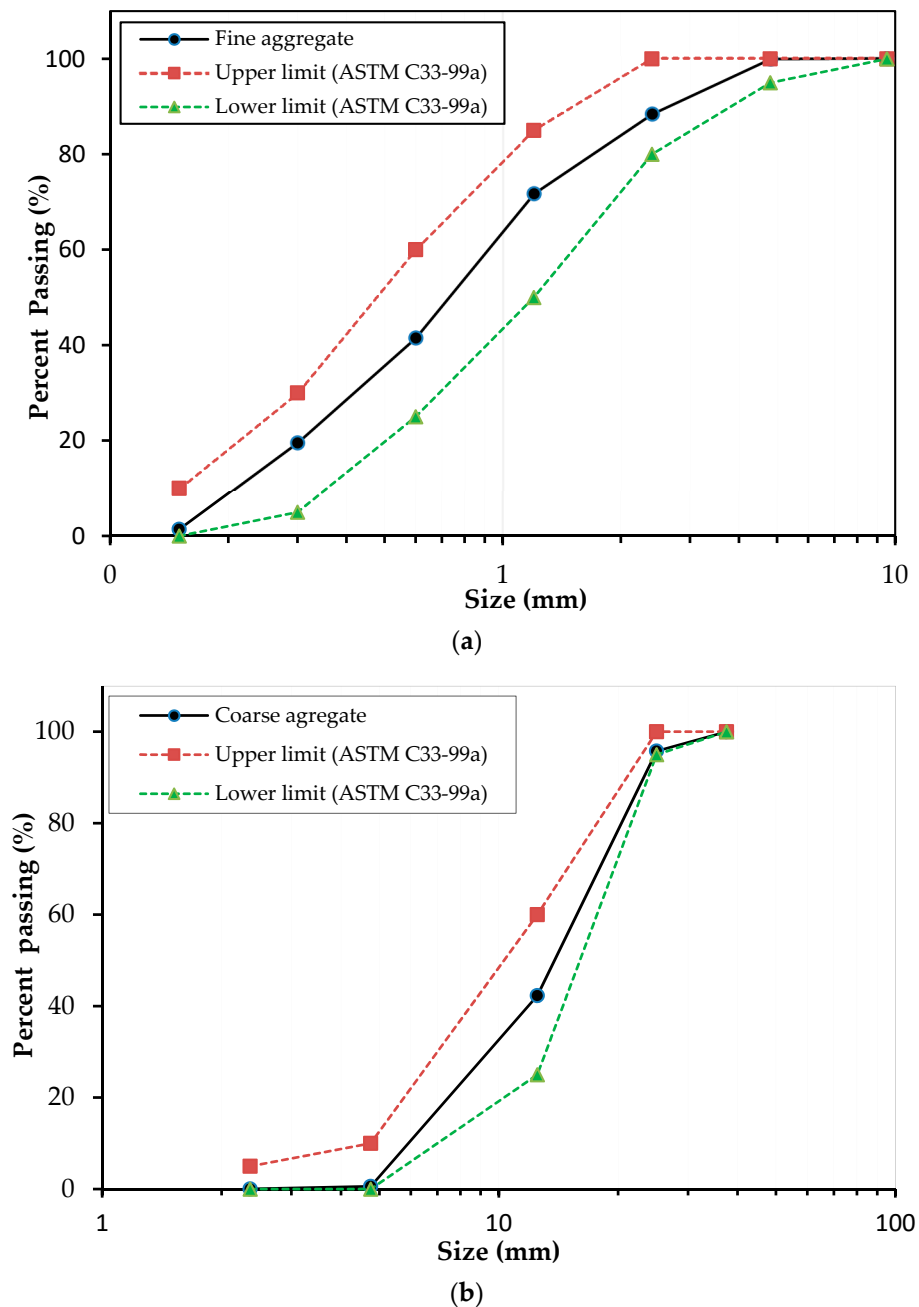 Fine aggregate
Upper limit (ASTM C33-99a)
Lower limit (ASTM C33-99a)
100
80
60
40
20
0
Percent Passing (%)
0 1 10
Size (mm)
(a)
Coarse agregate
Upper limit (ASTM C33-99a)
Lower limit (ASTM C33-99a)
100
80
60
40
20
0
Percent passing (%)
1 10 100
Size (mm)
(b)